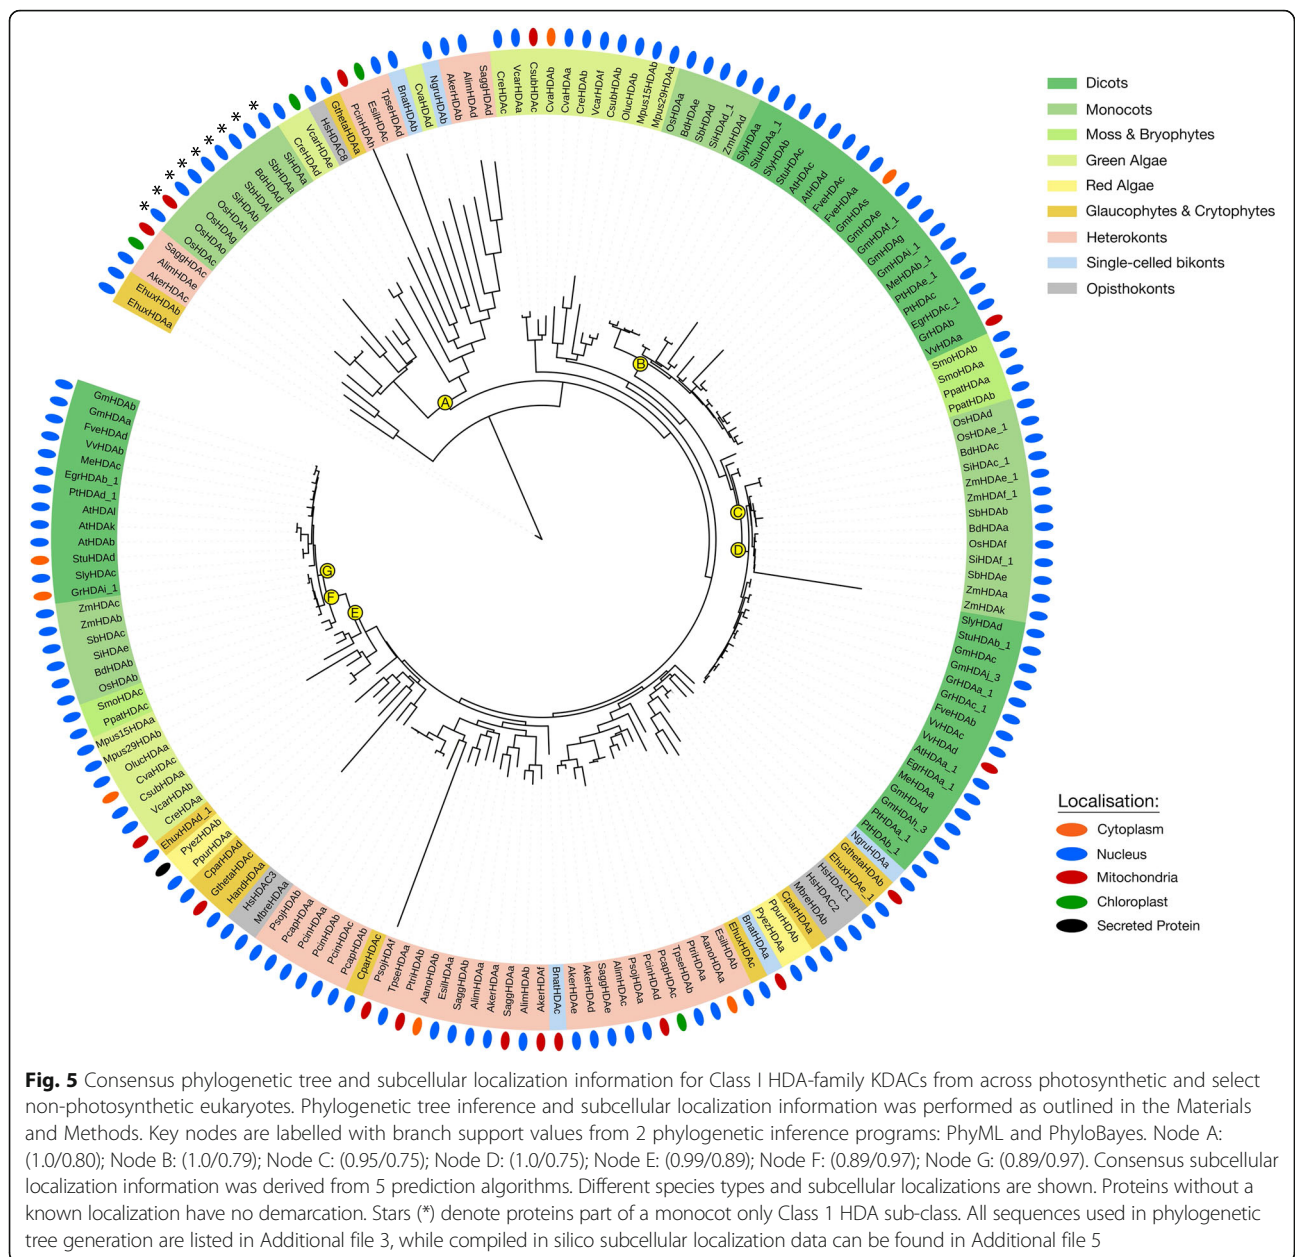 Dicots
Monocots
Moss & Bryophytes
Green Algae
Red Algae
Glaucophytes & Crytophytes
Heterokonts
Single-celled bikonts
Opisthokonts
EhuxHDAa
EhuxHDAb
AkerHDAc
AlimHDAe
SaggHDAc
OsHDAc
OsHDAo
OsHDAg
OsHDAh
SiHDAb
SbHDAf
BdHDAd
SbHDAa
SiHDAa
CreHDAd
VcarHDAe
HsHDAC8
GthetaHDAa
PcinHDAh
EsilHDAc
TpseHDAd
BnatHDAb
CvaHDAd
NgruHDAb
AkerHDAb
AlimHDAd
SaggHDAd
CreHDAc
VcarHDAa
CsubHDAc
CvaHDAb
CvaHDAa
CreHDAb
VcarHDAf
CsubHDAb
OlucHDAb
Mpus15HDAb
Mpus29HDAa
OsHDAa
BdHDAe
SbHDAd
SiHDAd_1
ZmHDAd
SlyHDAa
StuHDAa_1
SlyHDAb
StuHDAc
AtHDAc
AtHDAd
FveHDAc
FveHDAa
GmHDAs
GmHDAe
GmHDAf_1
GmHDAg
GmHDAi_1
MeHDAb_1
PtHDAe_1
PtHDAc
EgrHDAc_1
GrHDAb
VvHDAa
SmoHDAb
SmoHDAa
PpatHDAa
PpatHDAb
OsHDAd
OsHDAe_1
BdHDAc
SiHDAc_1
ZmHDAe_1
ZmHDAf_1
SbHDAb
BdHDAa
OsHDAf
SiHDAf_1
SbHDAe
ZmHDAa
ZmHDAk
SlyHDAd
StuHDAb_1
GmHDAc
GmHDAj_3
GrHDAa_1
GrHDAc_1
FveHDAb
VvHDAc
VvHDAd
AtHDAa_1
EgrHDAa_1
MeHDAa
GmHDAd
GmHDAh_3
PtHDAa_1
PtHDAb_1
NgruHDAa
GthetaHDAb
EhuxHDAe_1
HsHDAC1
HsHDAC2
MbreHDAb
CparHDAa
PpurHDAb
PyezHDAa
BnatHDAa
EhuxHDAc
EsilHDAb
AanoHDAa
PtriHDAa
TpseHDAb
PcapHDAc
PcinHDAd
PsojHDAa
AlimHDAc
SaggHDAe
AkerHDAd
AkerHDAe
BnatHDAc
AkerHDAf
AlimHDAb
SaggHDAa
AkerHDAa
AlimHDAa
SaggHDAb
EsilHDAa
AanoHDAb
PtriHDAb
TpseHDAa
PsojHDAf
CparHDAc
PcapHDAb
PcinHDAc
PcinHDAb
PcinHDAa
PcapHDAa
PsojHDAb
MbreHDAa
HsHDAC3
HandHDAa
GthetaHDAc
CparHDAd
PpurHDAa
PyezHDAb
EhuxHDAd_1
CreHDAa
VcarHDAb
CsubHDAa
CvaHDAc
OlucHDAa
Mpus29HDAb
Mpus15HDAa
PpatHDAc
SmoHDAc
OsHDAb
BdHDAb
SiHDAe
SbHDAc
ZmHDAb
ZmHDAc
GrHDAi_1
SlyHDAc
StuHDAd
AtHDAb
AtHDAk
AtHDAl
PtHDAd_1
EgrHDAb_1
MeHDAc
VvHDAb
FveHDAd
GmHDAa
GmHDAb
* * * * * * * *
A
B
C
D
E
F
G
Localisation:
Cytoplasm
Nucleus
Mitochondria
Chloroplast
Secreted Protein
Fig. 5 Consensus phylogenetic tree and subcellular localization information for Class I HDA-family KDACs from across photosynthetic and select
non-photosynthetic eukaryotes. Phylogenetic tree inference and subcellular localization information was performed as outlined in the Materials
and Methods. Key nodes are labelled with branch support values from 2 phylogenetic inference programs: PhyML and PhyloBayes. Node A:
(1.0/0.80); Node B: (1.0/0.79); Node C: (0.95/0.75); Node D: (1.0/0.75); Node E: (0.99/0.89); Node F: (0.89/0.97); Node G: (0.89/0.97). Consensus subcellular
localization information was derived from 5 prediction algorithms. Different species types and subcellular localizations are shown. Proteins without a
known localization have no demarcation. Stars (*) denote proteins part of a monocot only Class 1 HDA sub-class. All sequences used in phylogenetic
tree generation are listed in Additional file 3, while compiled in silico subcellular localization data can be found in Additional file 5